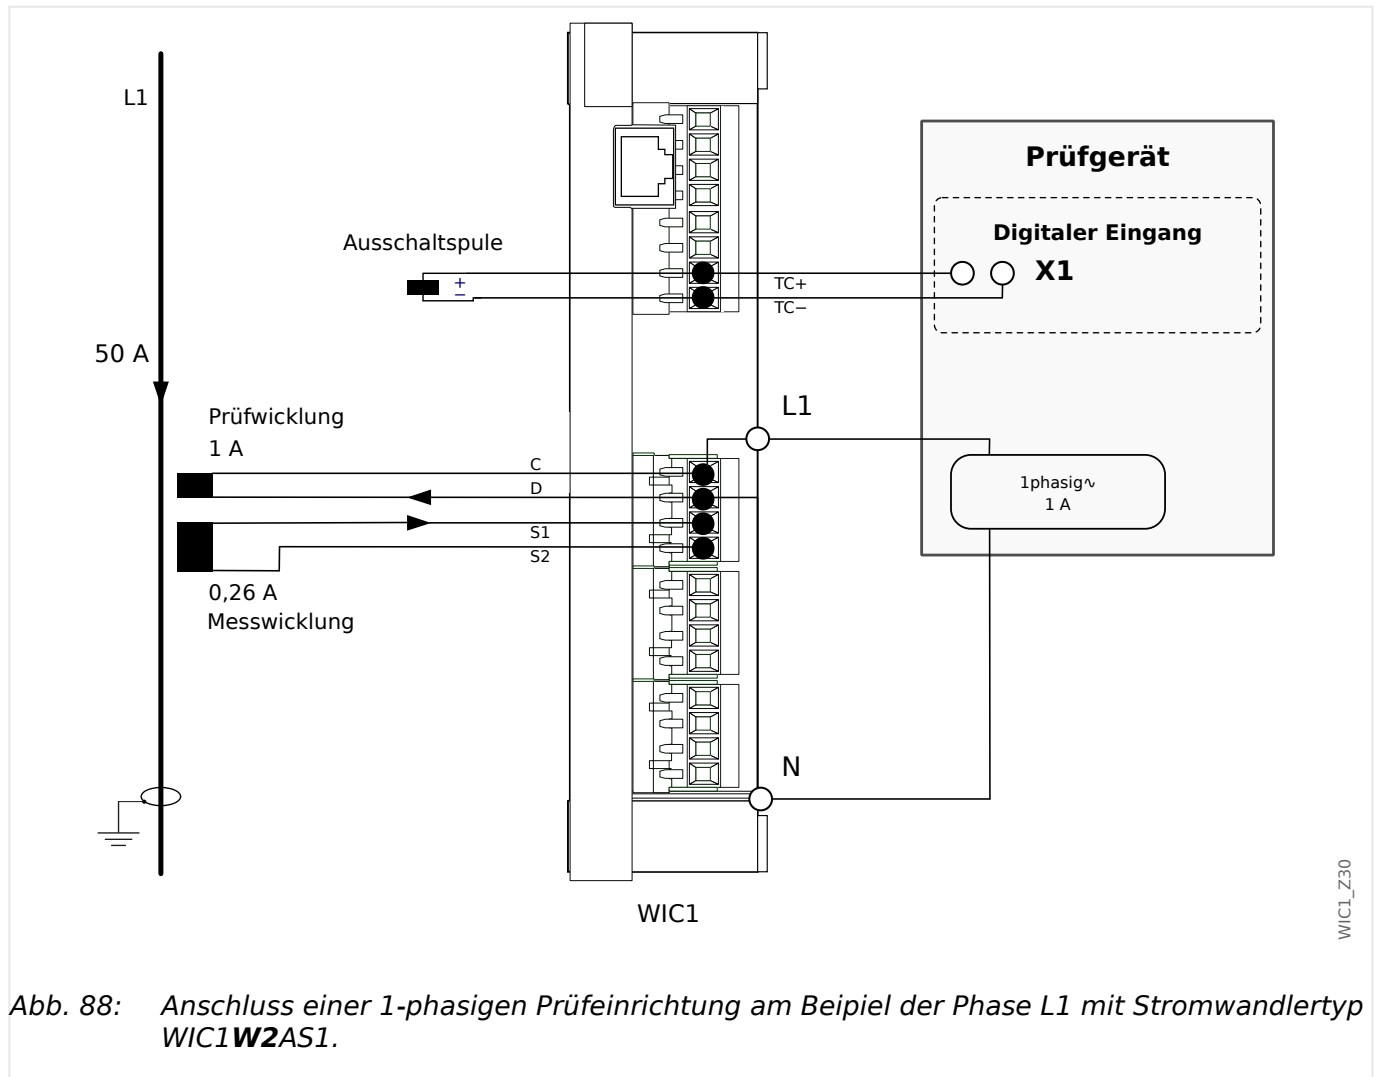 L1
Prüfgerät
Digitaler Eingang
X1
Ausschaltspule
+
−
TC+
TC−
50 A
L1
Prüfwicklung
1 A
C
D
S1
S2
1phasig∿
1 A
0,26 A
Messwicklung
N
WIC1
WIC1_Z30
Abb. 88: Anschluss einer 1-phasigen Prüfeinrichtung am Beipiel der Phase L1 mit Stromwandlertyp
WIC1W2AS1.